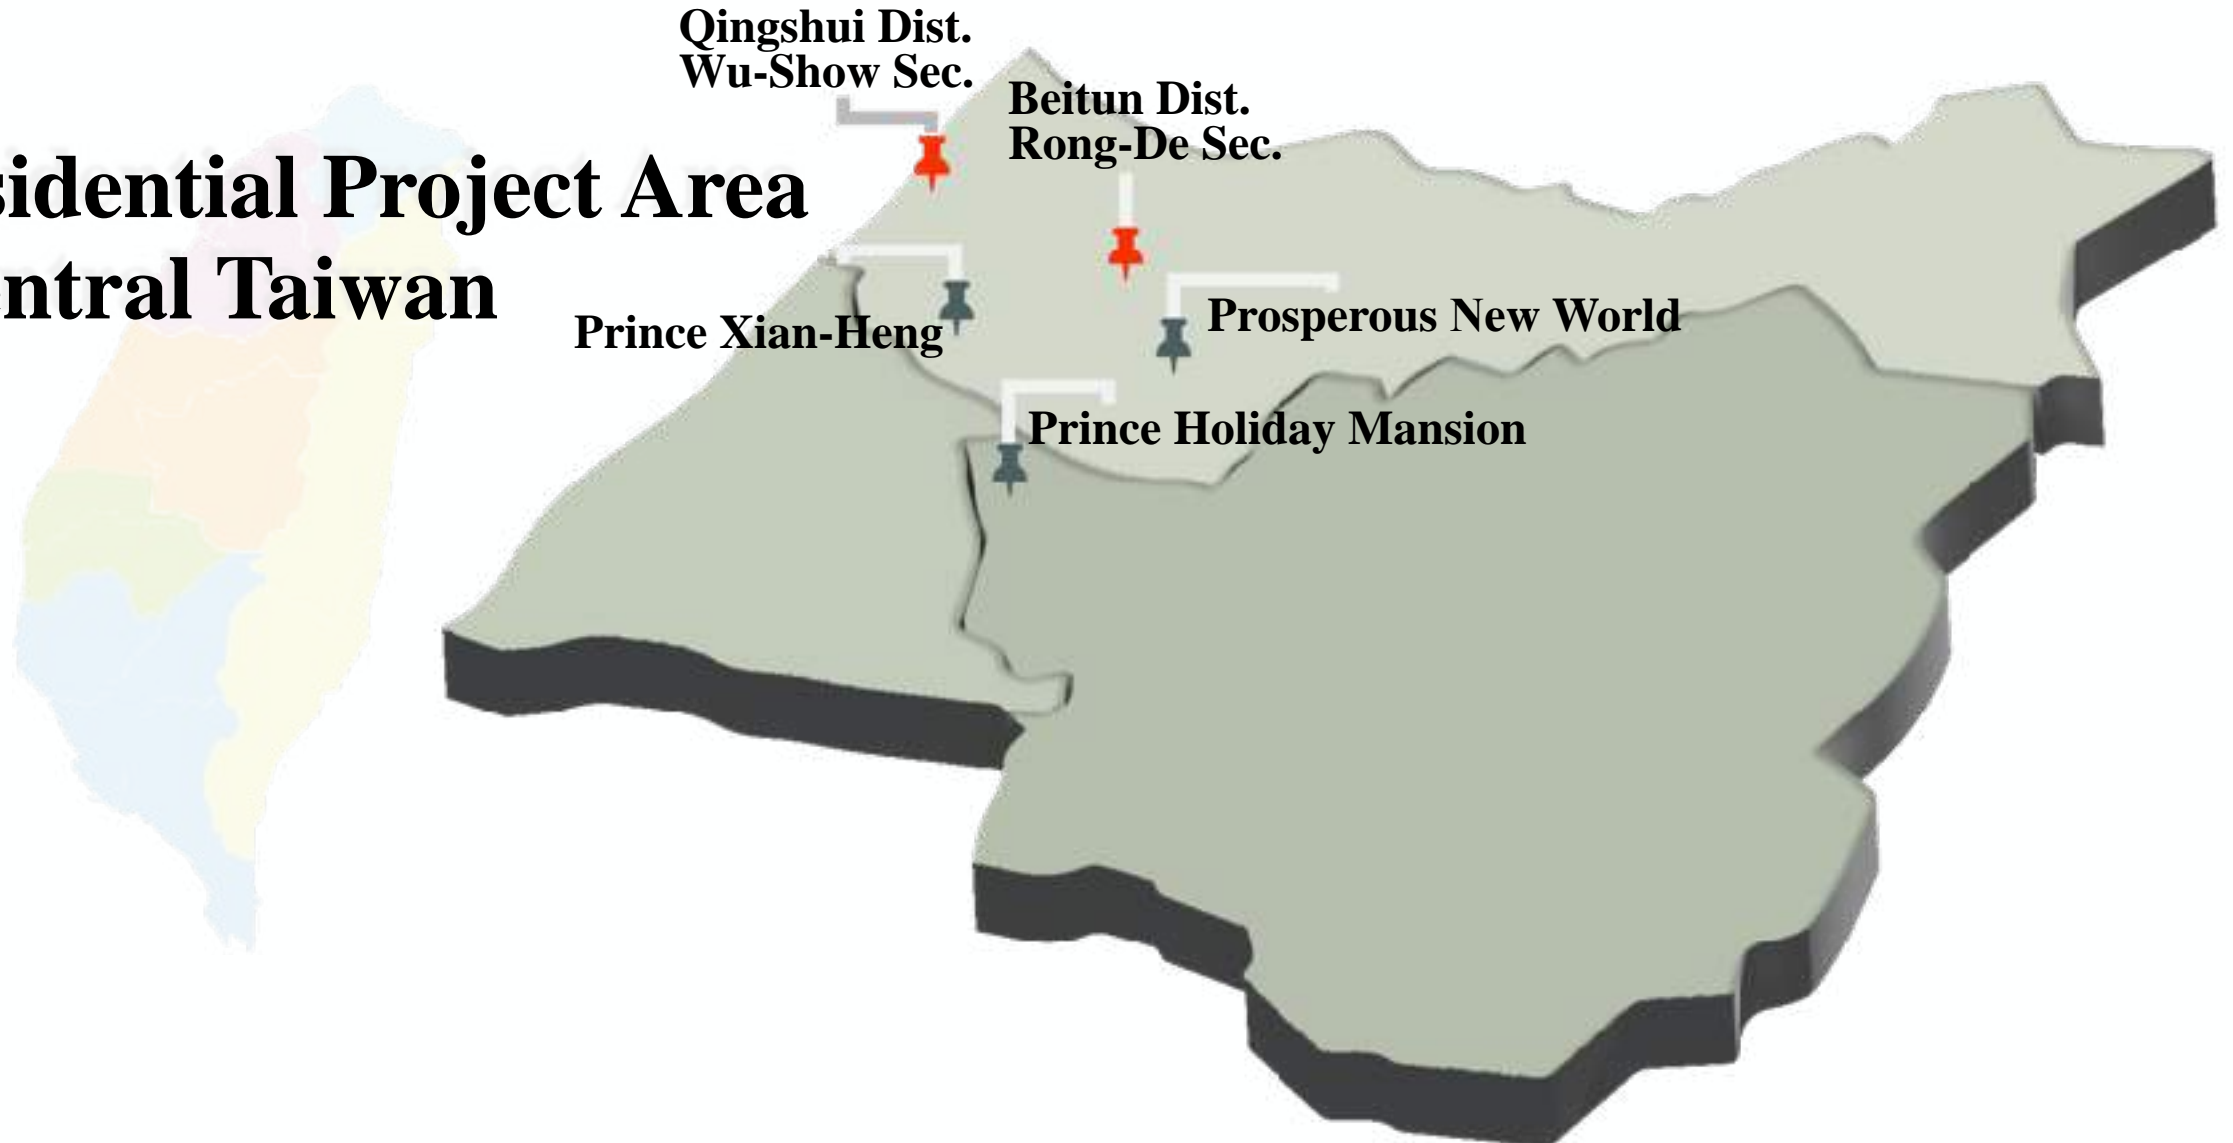 Qingshui Dist.
Wu-Show Sec.
Beitun Dist.
Rong-De Sec.
sidential Project Area
ntral Taiwan
Prince Xian-Heng
Prosperous New World
Prince Holiday Mansion